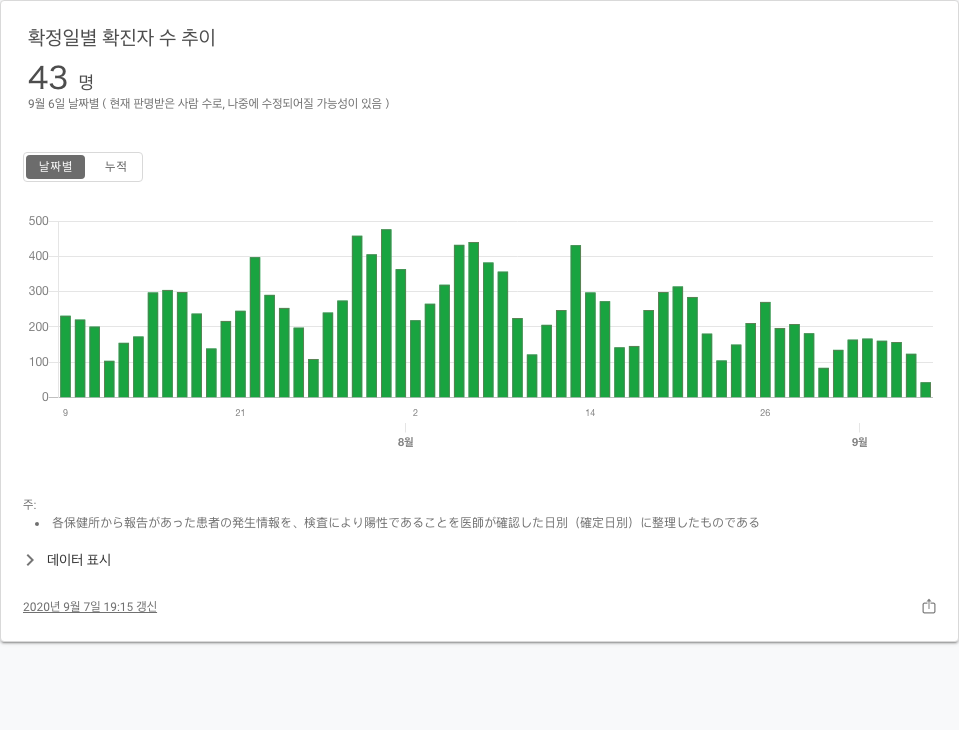 확정일별 확진자 수 추이
43 명
9월 6일 날짜별 ( 현재 판명받은 사람 수로, 나중에 수정되어질 가능성이 있음 )
날짜별 누적
500
400
300
200
100
0
9 21 2 14 26
8월 9월
주:
• 各保健所から報告があった患者の発生情報を、検査により陽性であることを医師が確認した日別（確定日別）に整理したものである
데이터 표시
2020년 9월 7일 19:15 갱신